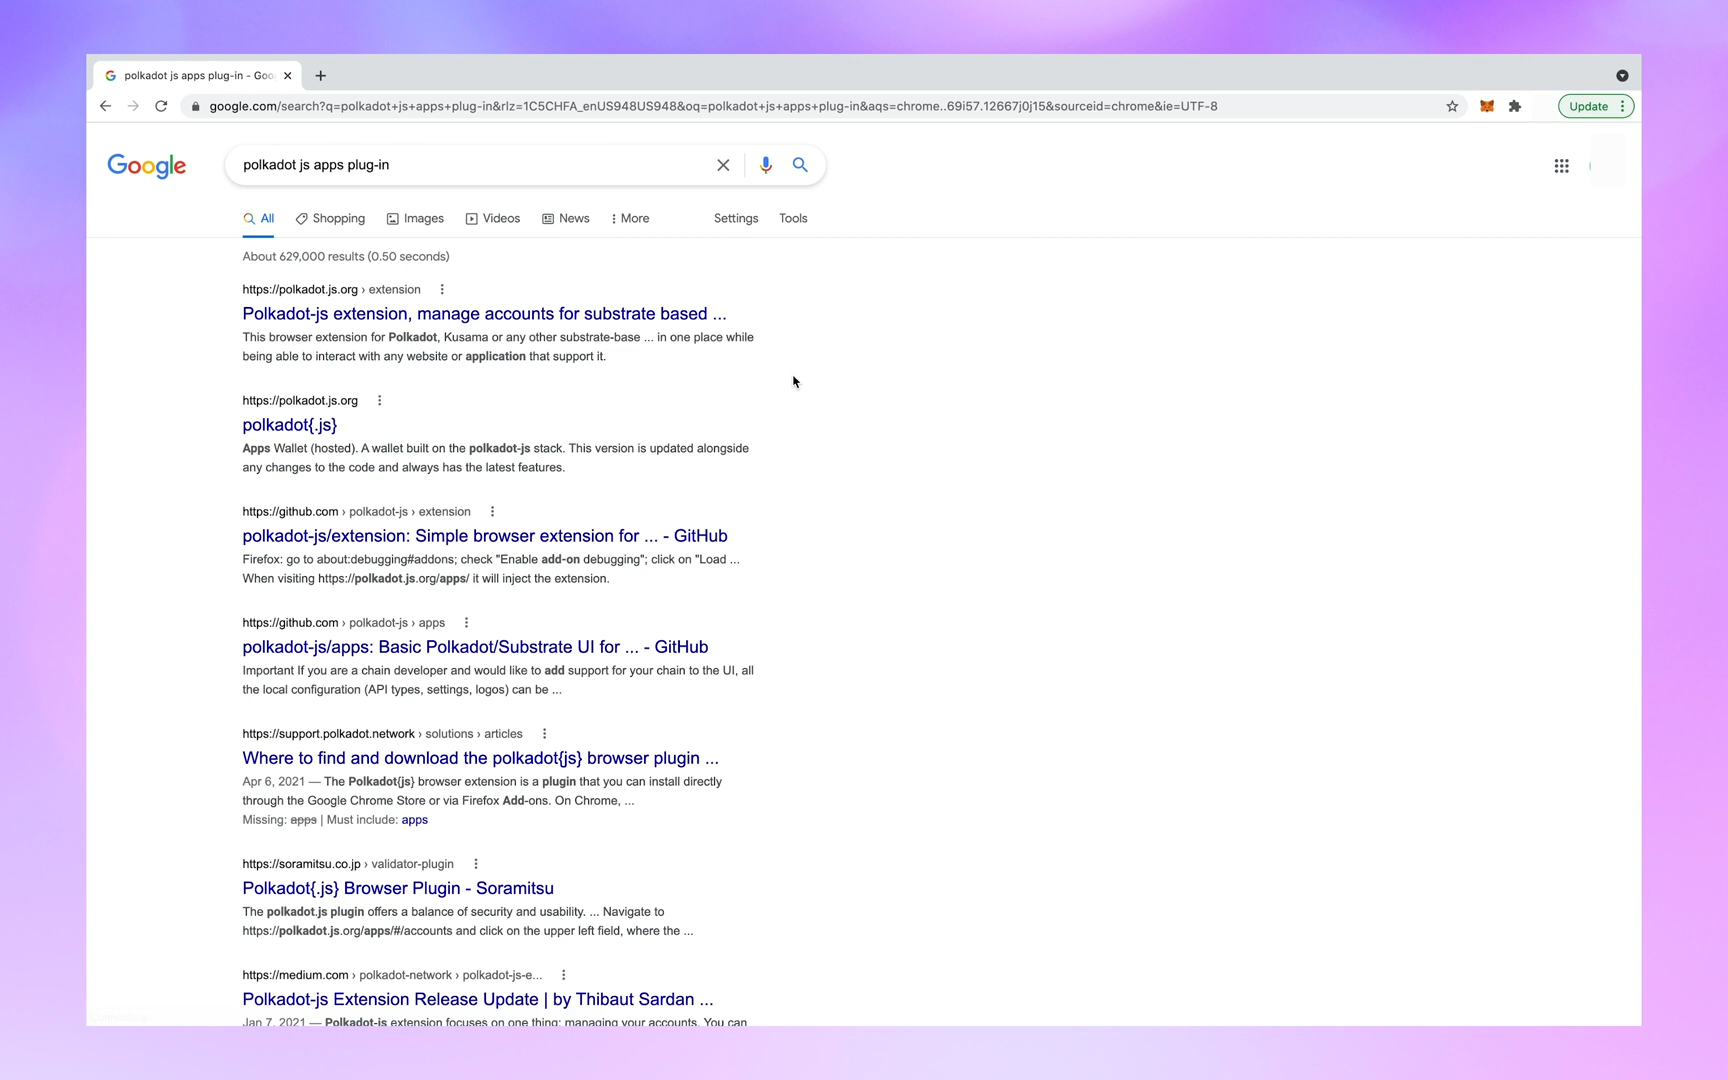 polkadot js apps plug-in - Goo
google.com/search?q=polkadot+js+apps+plug-in&rlz=1C5CHFA_enUS948US948&oq=polkadot+js+apps+plug-in&aqs=chrome..69i57.12667j0j15&sourceid=chrome&ie=UTF-8
Update
Google
polkadot js apps plug-in
All Shopping Images Videos News More Settings Tools
About 629,000 results (0.50 seconds)
https://polkadot.js.org › extension
Polkadot-js extension, manage accounts for substrate based ...
This browser extension for Polkadot, Kusama or any other substrate-base ... in one place while
being able to interact with any website or application that support it.
https://polkadot.js.org
polkadot{.js}
Apps Wallet (hosted). A wallet built on the polkadot-js stack. This version is updated alongside
any changes to the code and always has the latest features.
https://github.com › polkadot-js › extension
polkadot-js/extension: Simple browser extension for ... - GitHub
Firefox: go to about:debugging#addons; check "Enable add-on debugging"; click on "Load ...
When visiting https://polkadot.js.org/apps/ it will inject the extension.
https://github.com › polkadot-js › apps
polkadot-js/apps: Basic Polkadot/Substrate UI for ... - GitHub
Important If you are a chain developer and would like to add support for your chain to the UI, all
the local configuration (API types, settings, logos) can be ...
https://support.polkadot.network › solutions › articles
Where to find and download the polkadot{js} browser plugin ...
Apr 6, 2021 — The Polkadot{js} browser extension is a plugin that you can install directly
through the Google Chrome Store or via Firefox Add-ons. On Chrome, ...
Missing: apps | Must include: apps
https://soramitsu.co.jp › validator-plugin
Polkadot{.js} Browser Plugin - Soramitsu
The polkadot.js plugin offers a balance of security and usability. ... Navigate to
https://polkadot.js.org/apps/#/accounts and click on the upper left field, where the ...
https://medium.com › polkadot-network › polkadot-js-e...
Polkadot-js Extension Release Update | by Thibaut Sardan ...
Jan 7, 2021 — Polkadot-js extension focuses on one thing: managing your accounts. You can